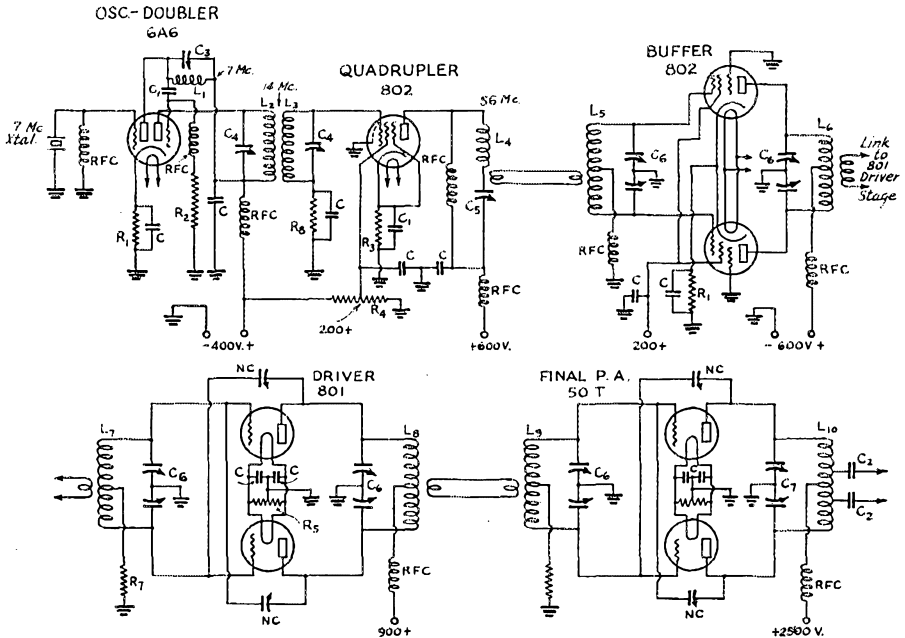 OSC-DOUBLER
6A6
C3
7 Mc.
C1
L1
7 Mc
Xtal.
RFC
RFC
R1
C
R2
C
14 Mc.
L2
L3
C4
C4
RFC
R8
C
QUADRUPLER
802
RFC
R3
C1
C
C
R4
200+
-400V.+
56 Mc.
L4
C5
RFC
+600V.
BUFFER
802
L5
C6
RFC
C
C
R1
200+
C6
L6
RFC
-600V+
Link
to
801
Driver
Stage
DRIVER
801
NC
L7
C6
R7
C
C
R5
C6
L8
RFC
NC
900+
FINAL P.A.
50 T
NC
L9
C6
C7
L10
C2
C2
RFC
NC
+2500V.